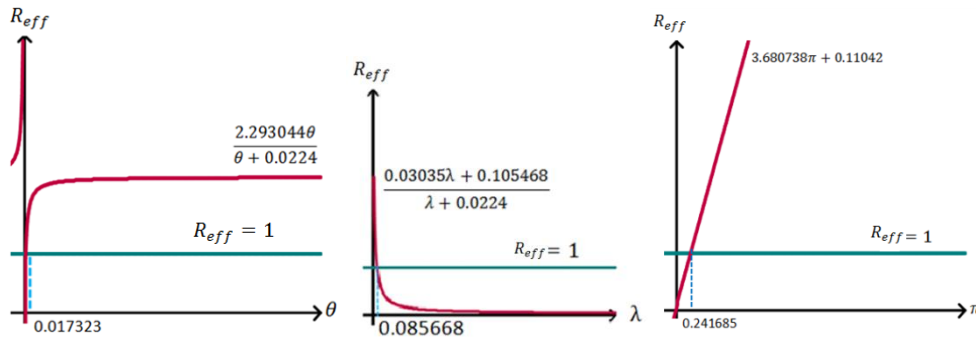 R_eff
2.293044θ
θ + 0.0224
R_eff = 1
θ
0.017323
R_eff
0.03035λ + 0.105468
λ + 0.0224
R_eff = 1
λ
0.085668
R_eff
3.680738π + 0.11042
R_eff = 1
π
0.241685